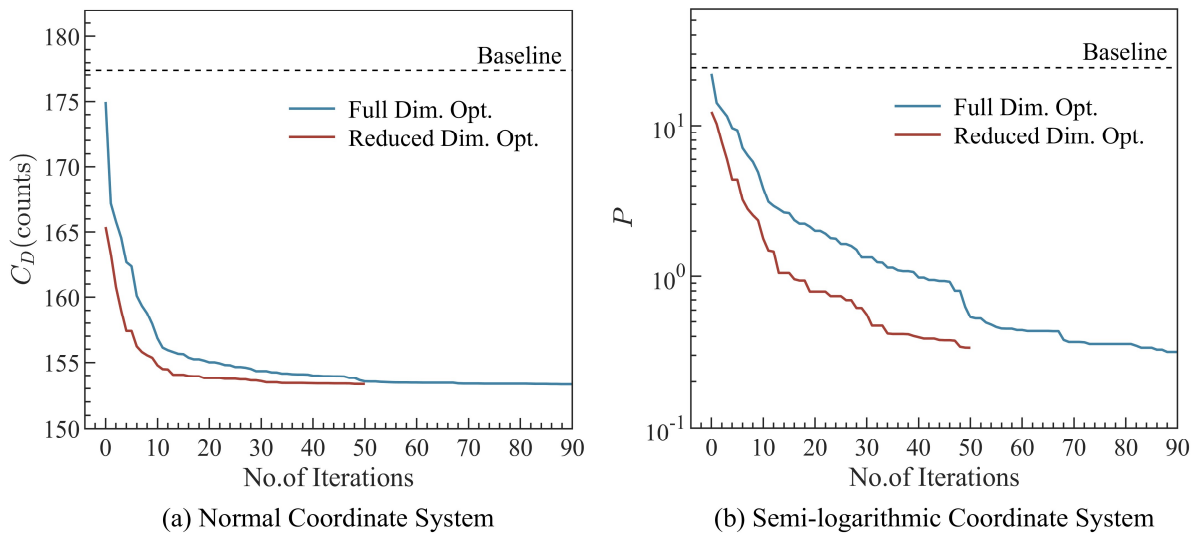 180
175
170
165
160
155
150
C_D(counts)
Baseline
Full Dim. Opt.
Reduced Dim. Opt.
0 10 20 30 40 50 60 70 80 90
No.of Iterations
(a) Normal Coordinate System
10^1
10^0
10^-1
P
Baseline
Full Dim. Opt.
Reduced Dim. Opt.
0 10 20 30 40 50 60 70 80 90
No.of Iterations
(b) Semi-logarithmic Coordinate System